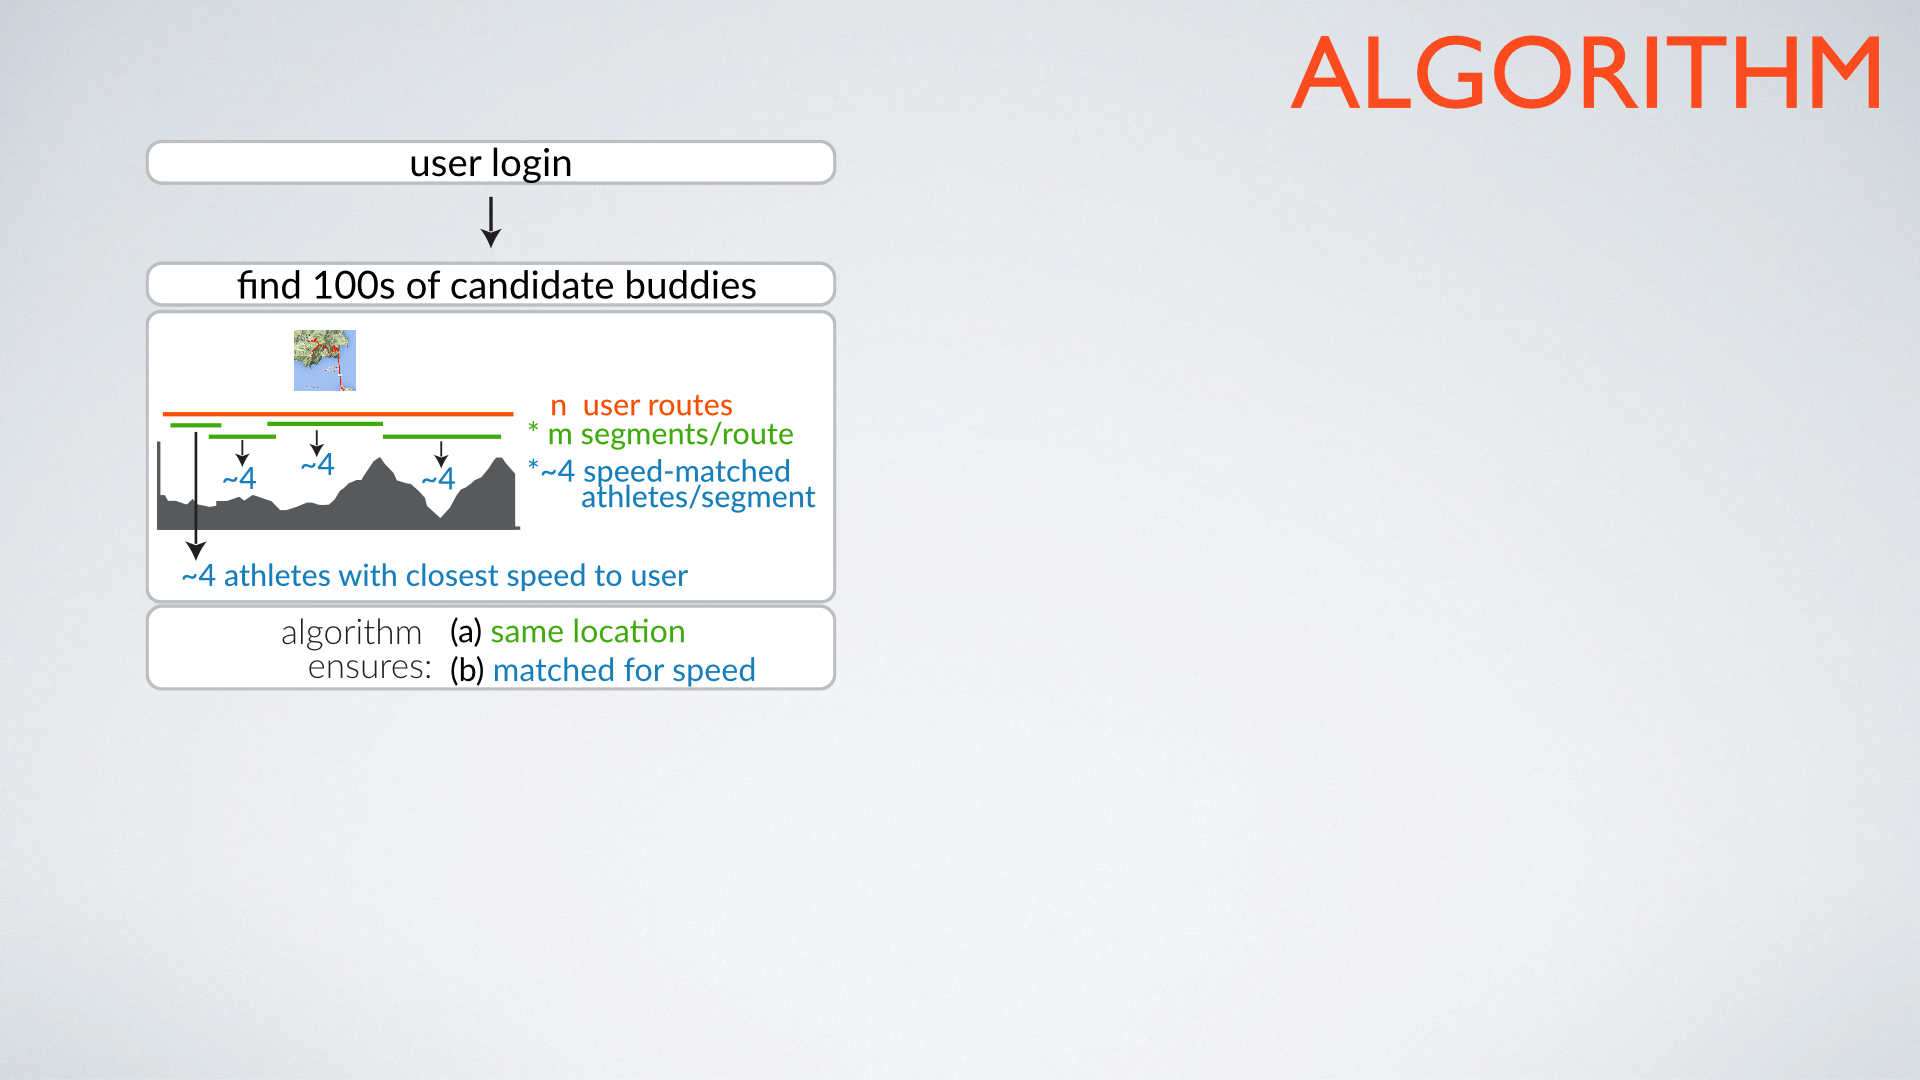 ALGORITHM
user login
find 100s of candidate buddies
n user routes
* m segments/route
*~4 speed-matched
athletes/segment
~4
~4
~4
~4 athletes with closest speed to user
algorithm
ensures:
(a) same location
(b) matched for speed